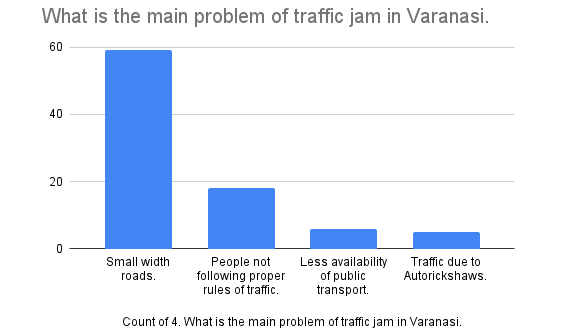 What is the main problem of traffic jam in Varanasi.
60
40
20
0
Small width
roads.
People not
following proper
rules of traffic.
Less availability
of public
transport.
Traffic due to
Autorickshaws.
Count of 4. What is the main problem of traffic jam in Varanasi.